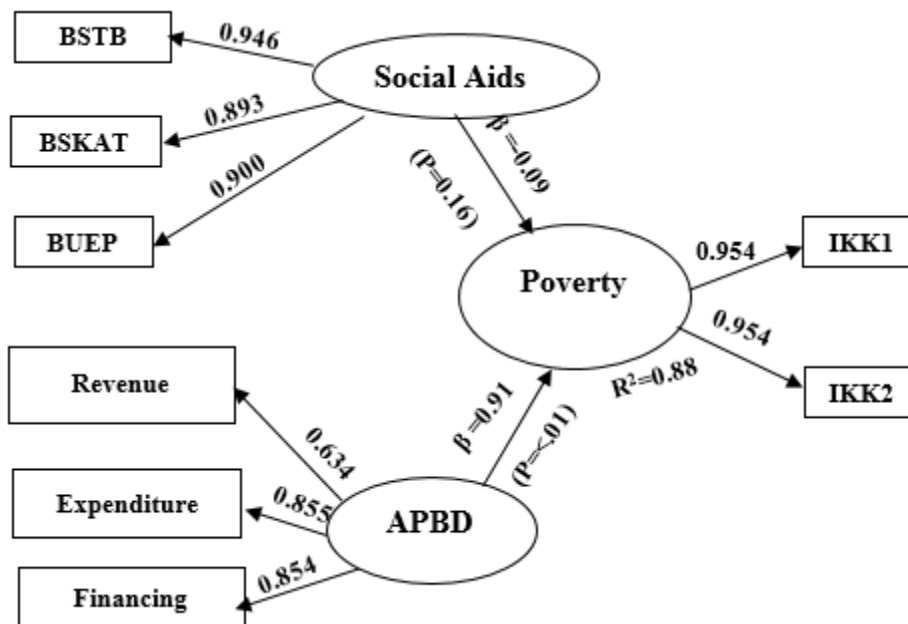 BSTB
0.946
Social Aids
BSKAT
0.893
β =-0.09
(P=0.16)
BUEP
0.900
IKK1
0.954
Poverty
0.954
IKK2
R²=0.88
Revenue
β =0.91
(P=<.01)
0.634
Expenditure
0.855
APBD
Financing
0.854